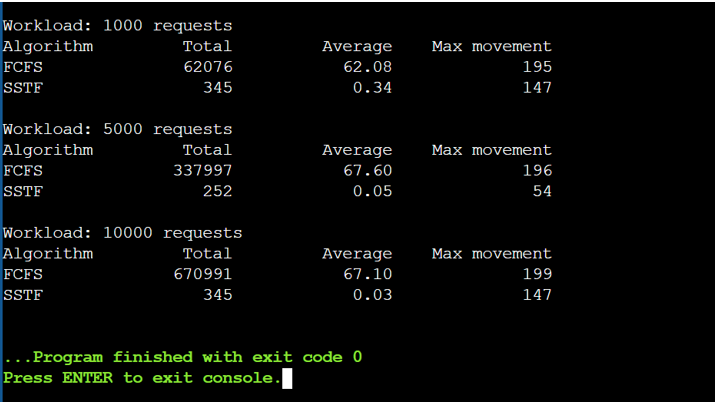 Workload: 1000 requests
Algorithm Total Average Max movement
FCFS 62076 62.08 195
SSTF 345 0.34 147
Workload: 5000 requests
Algorithm Total Average Max movement
FCFS 337997 67.60 196
SSTF 252 0.05 54
Workload: 10000 requests
Algorithm Total Average Max movement
FCFS 670991 67.10 199
SSTF 345 0.03 147
...Program finished with exit code 0
Press ENTER to exit console.